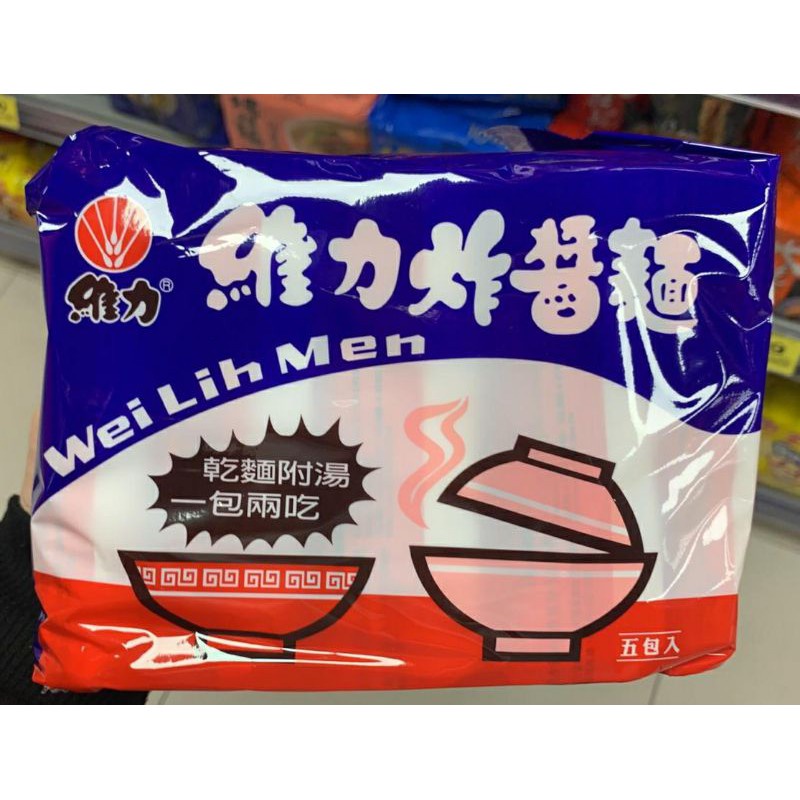 維力®
維力炸醬麵
Wei Lih Men
乾麵附湯
一包兩吃
五包入